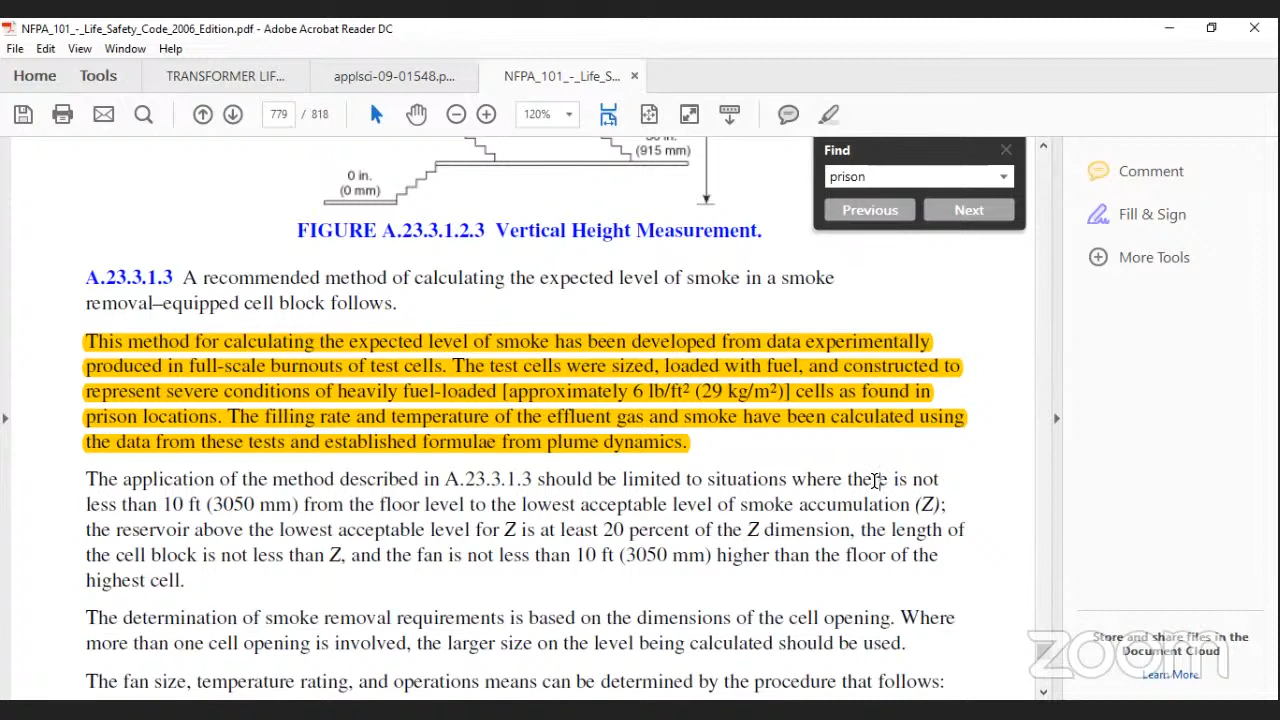 NFPA_101_-_Life_Safety_Code_2006_Edition.pdf - Adobe Acrobat Reader DC
File Edit View Window Help
Home Tools TRANSFORMER LIF... applsci-09-01548.p... NFPA_101_-_Life_S... ×
779 / 818 120%
(915 mm)
0 in.
(0 mm)
Find
prison
Previous Next
Comment
Fill & Sign
More Tools
FIGURE A.23.3.1.2.3 Vertical Height Measurement.
A.23.3.1.3 A recommended method of calculating the expected level of smoke in a smoke
removal–equipped cell block follows.
This method for calculating the expected level of smoke has been developed from data experimentally
produced in full-scale burnouts of test cells. The test cells were sized, loaded with fuel, and constructed to
represent severe conditions of heavily fuel-loaded [approximately 6 lb/ft² (29 kg/m²)] cells as found in
prison locations. The filling rate and temperature of the effluent gas and smoke have been calculated using
the data from these tests and established formulae from plume dynamics.
The application of the method described in A.23.3.1.3 should be limited to situations where there is not
less than 10 ft (3050 mm) from the floor level to the lowest acceptable level of smoke accumulation (Z);
the reservoir above the lowest acceptable level for Z is at least 20 percent of the Z dimension, the length of
the cell block is not less than Z, and the fan is not less than 10 ft (3050 mm) higher than the floor of the
highest cell.
The determination of smoke removal requirements is based on the dimensions of the cell opening. Where
more than one cell opening is involved, the larger size on the level being calculated should be used.
The fan size, temperature rating, and operations means can be determined by the procedure that follows:
Store and share files in the
Document Cloud
Learn More
zoom